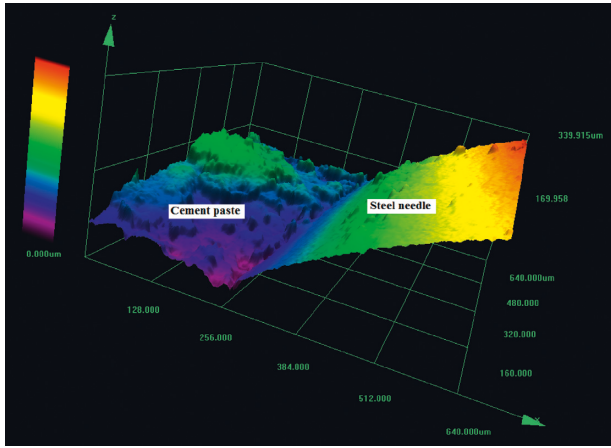 z
339.915um
Cement paste
Steel needle
169.958
0.000um
640.000um
128.000
480.000
256.000
320.000
384.000
160.000
512.000
640.000um
x